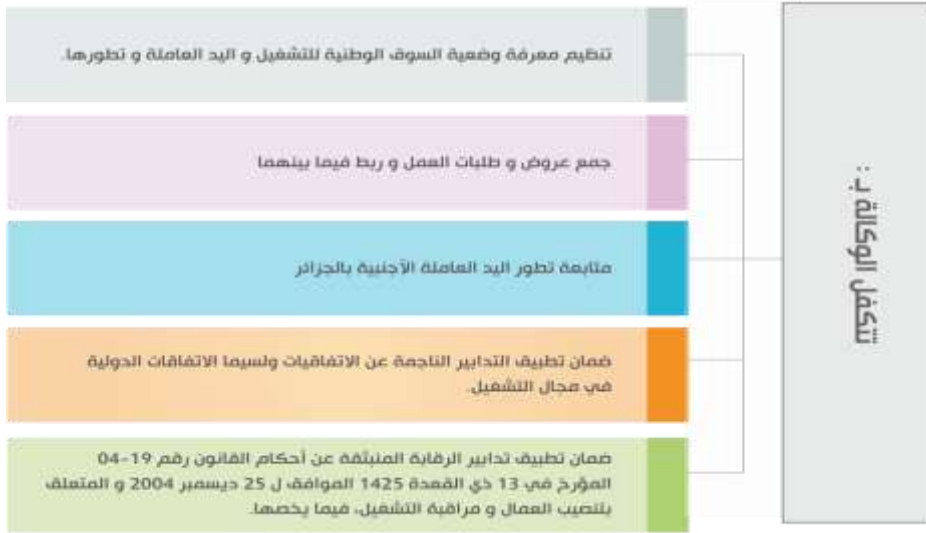 تتكفل الوكالة بـ :
تنظيم معرفة وضعية السوق الوطنية للتشغيل و اليد العاملة و تطورها.
جمع عروض و طلبات العمل و ربط فيما بينهما
متابعة تطور اليد العاملة الأجنبية بالجزائر
ضمان تطبيق التدابير الناجمة عن الاتفاقيات ولسيما الاتفاقات الدولية
في مجال التشغيل.
ضمان تطبيق تدابير الرقابة المنبثقة عن أحكام القانون رقم 19-04
المؤرخ في 13 ذي القعدة 1425 الموافق ل 25 ديسمبر 2004 و المتعلق
بتنصيب العمال و مراقبة التشغيل، فيما يخصها.